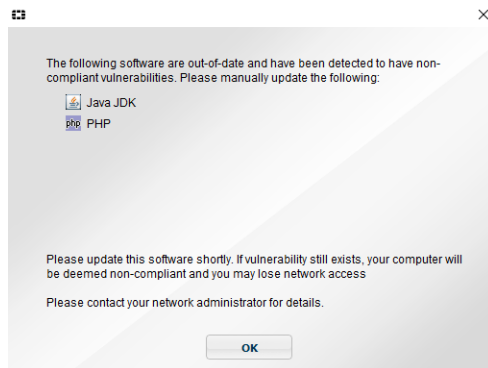 The following software are out-of-date and have been detected to have non-
compliant vulnerabilities. Please manually update the following:
Java JDK
php PHP
Please update this software shortly. If vulnerability still exists, your computer will
be deemed non-compliant and you may lose network access
Please contact your network administrator for details.
OK